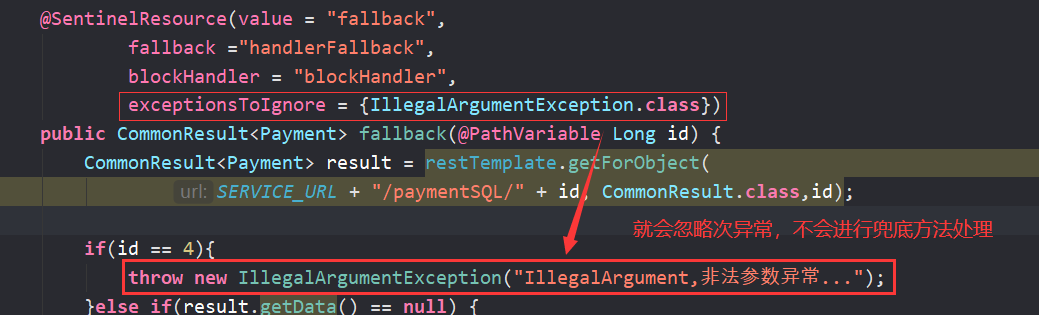 @SentinelResource(value = "fallback",
fallback ="handlerFallback",
blockHandler = "blockHandler",
exceptionsToIgnore = {IllegalArgumentException.class})
public CommonResult<Payment> fallback(@PathVariable Long id) {
CommonResult<Payment> result = restTemplate.getForObject(
url: SERVICE_URL + "/paymentSQL/" + id, CommonResult.class,id);
就会忽略次异常，不会进行兜底方法处理
if(id == 4){
throw new IllegalArgumentException("IllegalArgument,非法参数异常...");
}else if(result.getData() == null) {